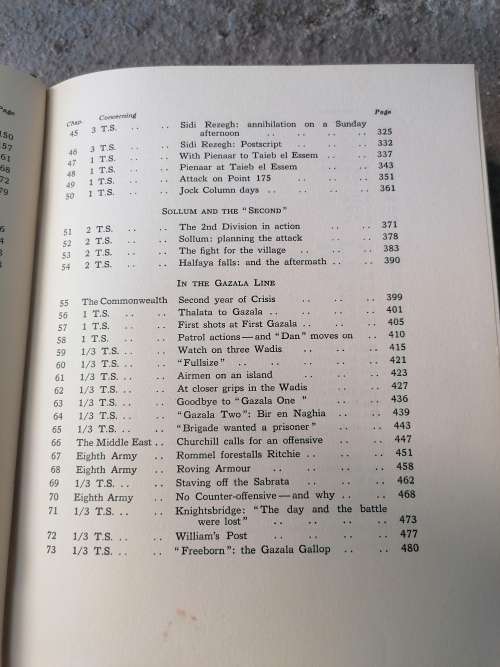 Page
150
157
61
68
72
79
6
4
3
8
Chap. Concerning Page
45 3 T.S. .. .. Sidi Rezegh: annihilation on a Sunday
afternoon .. .. .. .. 325
46 3 T.S. .. .. Sidi Rezegh: Postscript .. .. 332
47 1 T.S. .. .. With Pienaar to Taieb el Essem .. .. 337
48 1 T.S. .. .. Pienaar at Taieb el Essem .. .. 343
49 1 T.S. .. .. Attack on Point 175 .. .. 351
50 1 T.S. .. .. Jock Column days .. .. .. .. 361
SOLLUM AND THE "SECOND"
51 2 T.S. .. .. The 2nd Division in action .. .. 371
52 2 T.S. .. .. Sollum: planning the attack .. .. 378
53 2 T.S. .. .. The fight for the village .. .. .. 383
54 2 T.S. .. .. Halfaya falls: and the aftermath .. .. 390
IN THE GAZALA LINE
55 The Commonwealth Second year of Crisis .. .. .. 399
56 1 T.S. .. .. Thalata to Gazala .. .. .. .. 401
57 1 T.S. .. .. First shots at First Gazala .. .. .. 405
58 1 T.S. .. .. Patrol actions—and "Dan" moves on .. 410
59 1/3 T.S. .. .. Watch on three Wadis .. .. .. 415
60 1/3 T.S. .. .. "Fullsize" .. .. .. .. .. 421
61 1/3 T.S. .. .. Airmen on an island .. .. .. 423
62 1/3 T.S. .. .. At closer grips in the Wadis .. .. 427
63 1/3 T.S. .. .. Goodbye to "Gazala One" .. .. 436
64 1/3 T.S. .. .. "Gazala Two": Bir en Naghia .. .. 439
65 1/3 T.S. .. .. "Brigade wanted a prisoner" .. .. 443
66 The Middle East .. Churchill calls for an offensive .. .. 447
67 Eighth Army .. Rommel forestalls Ritchie .. .. .. 451
68 Eighth Army .. Roving Armour .. .. .. .. 458
69 1/3 T.S. .. .. Staving off the Sabrata .. .. .. 462
70 Eighth Army .. No Counter-offensive—and why .. .. 468
71 1/3 T.S. .. .. Knightsbridge: "The day and the battle
were lost" .. .. .. .. 473
72 1/3 T.S. .. .. William's Post .. .. .. .. 477
73 1/3 T.S. .. .. "Freeborn": the Gazala Gallop .. .. 480